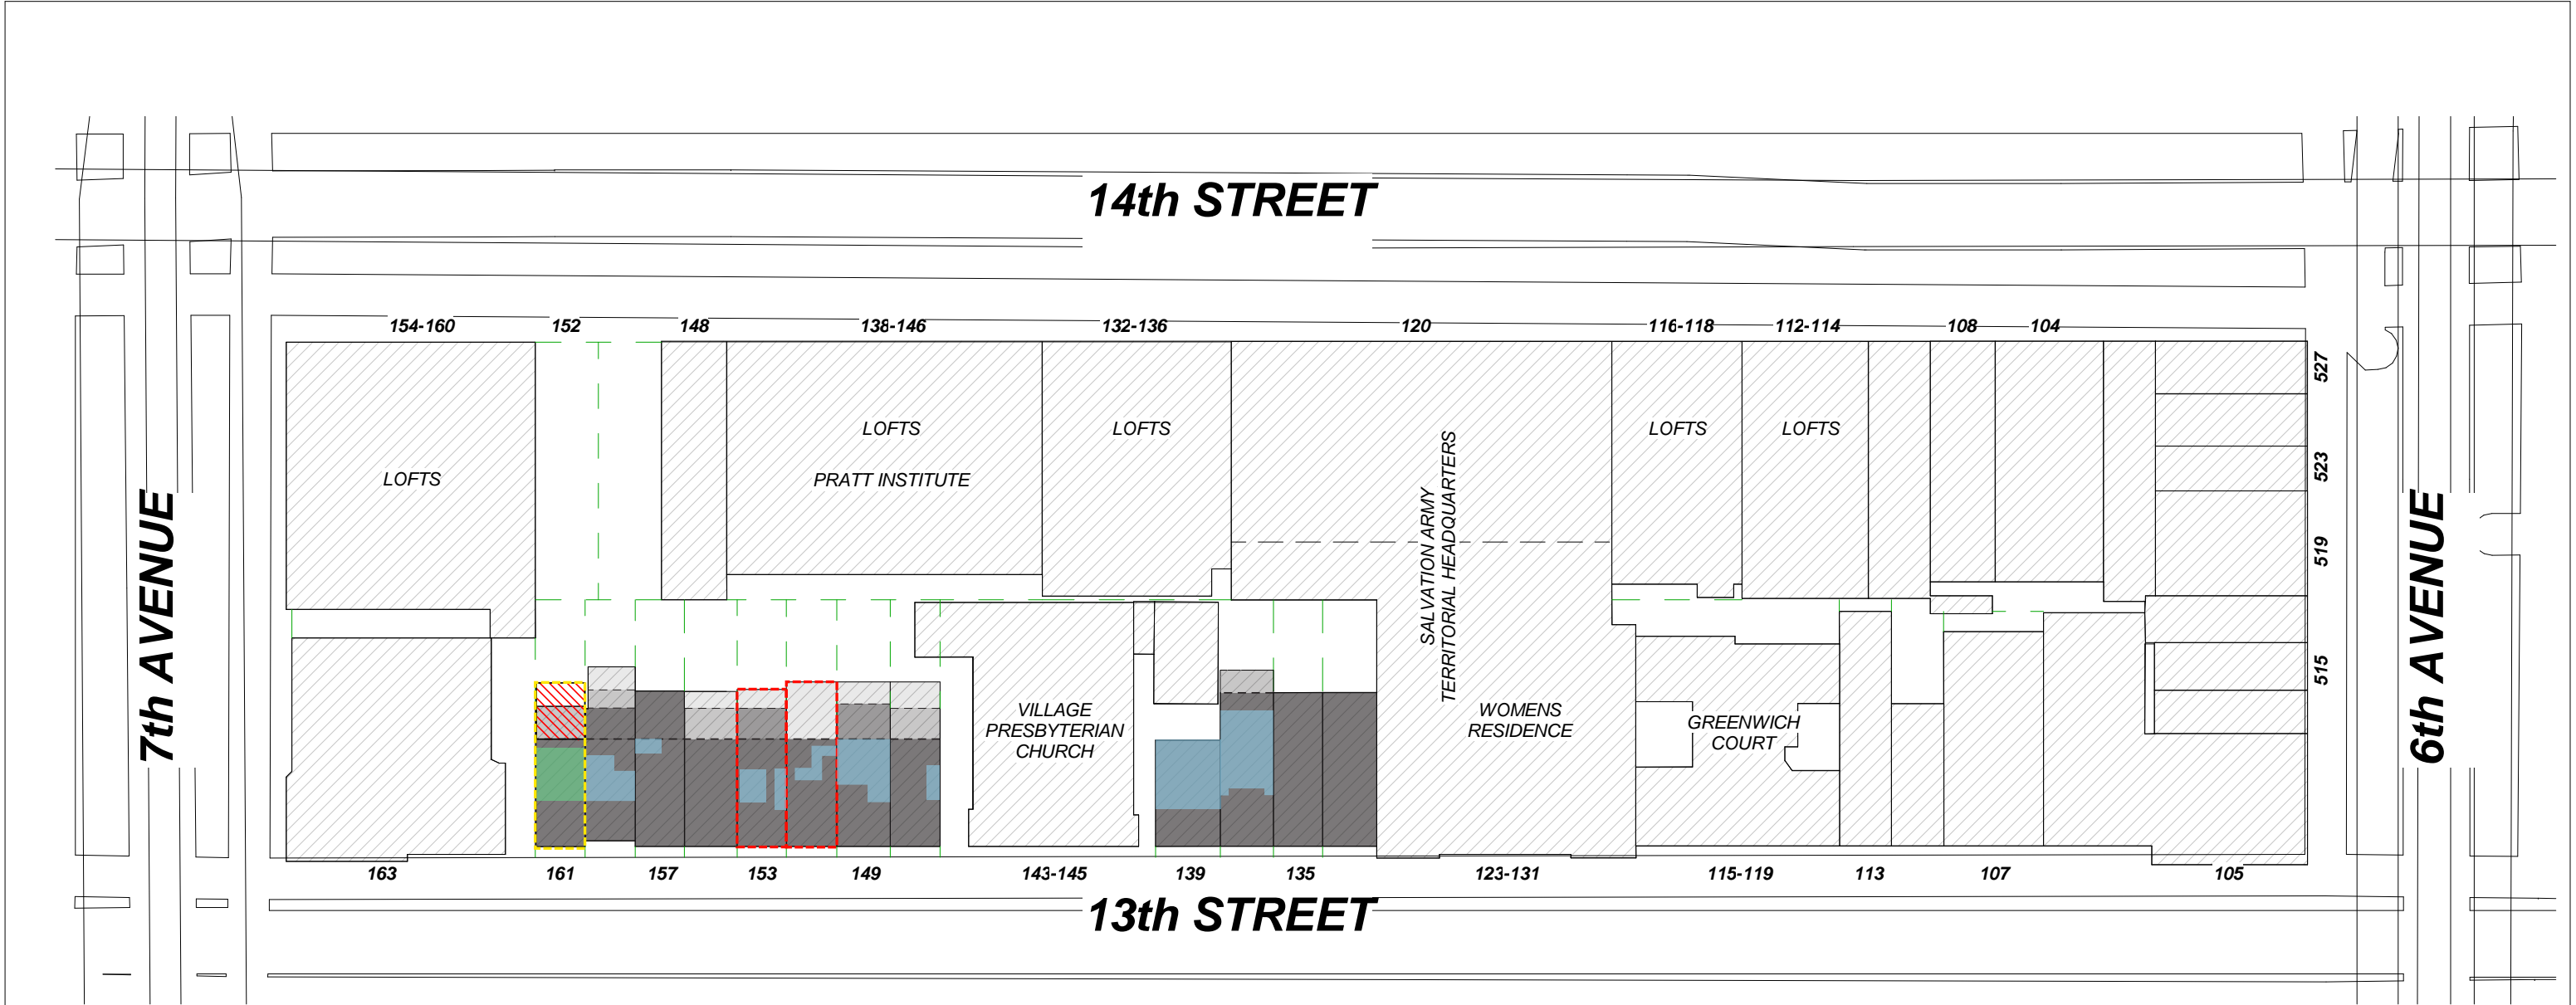 14th STREET
154-160
152
148
138-146
132-136
120
116-118
112-114
108
104
527
523
519
515
LOFTS
LOFTS
PRATT INSTITUTE
LOFTS
SALVATION ARMY
TERRITORIAL HEADQUARTERS
LOFTS
LOFTS
7th AVENUE
6th AVENUE
VILLAGE
PRESBYTERIAN
CHURCH
WOMENS
RESIDENCE
GREENWICH
COURT
163
161
157
153
149
143-145
139
135
123-131
115-119
113
107
105
13th STREET